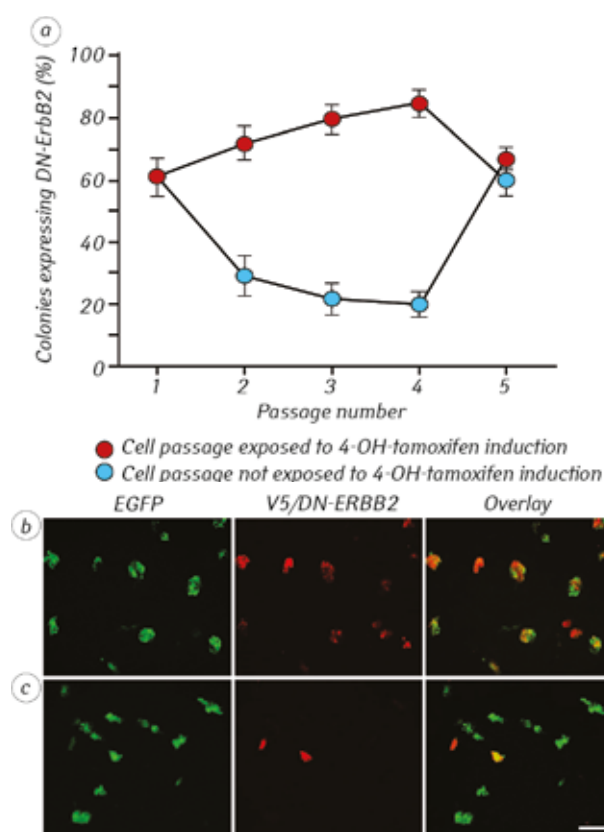 a
Colonies expressing DN-ErbB2 (%)
100
80
60
40
20
0
1 2 3 4 5
Passage number
Cell passage exposed to 4-OH-tamoxifen induction
Cell passage not exposed to 4-OH-tamoxifen induction
EGFP V5/DN-ERBB2 Overlay
b
c